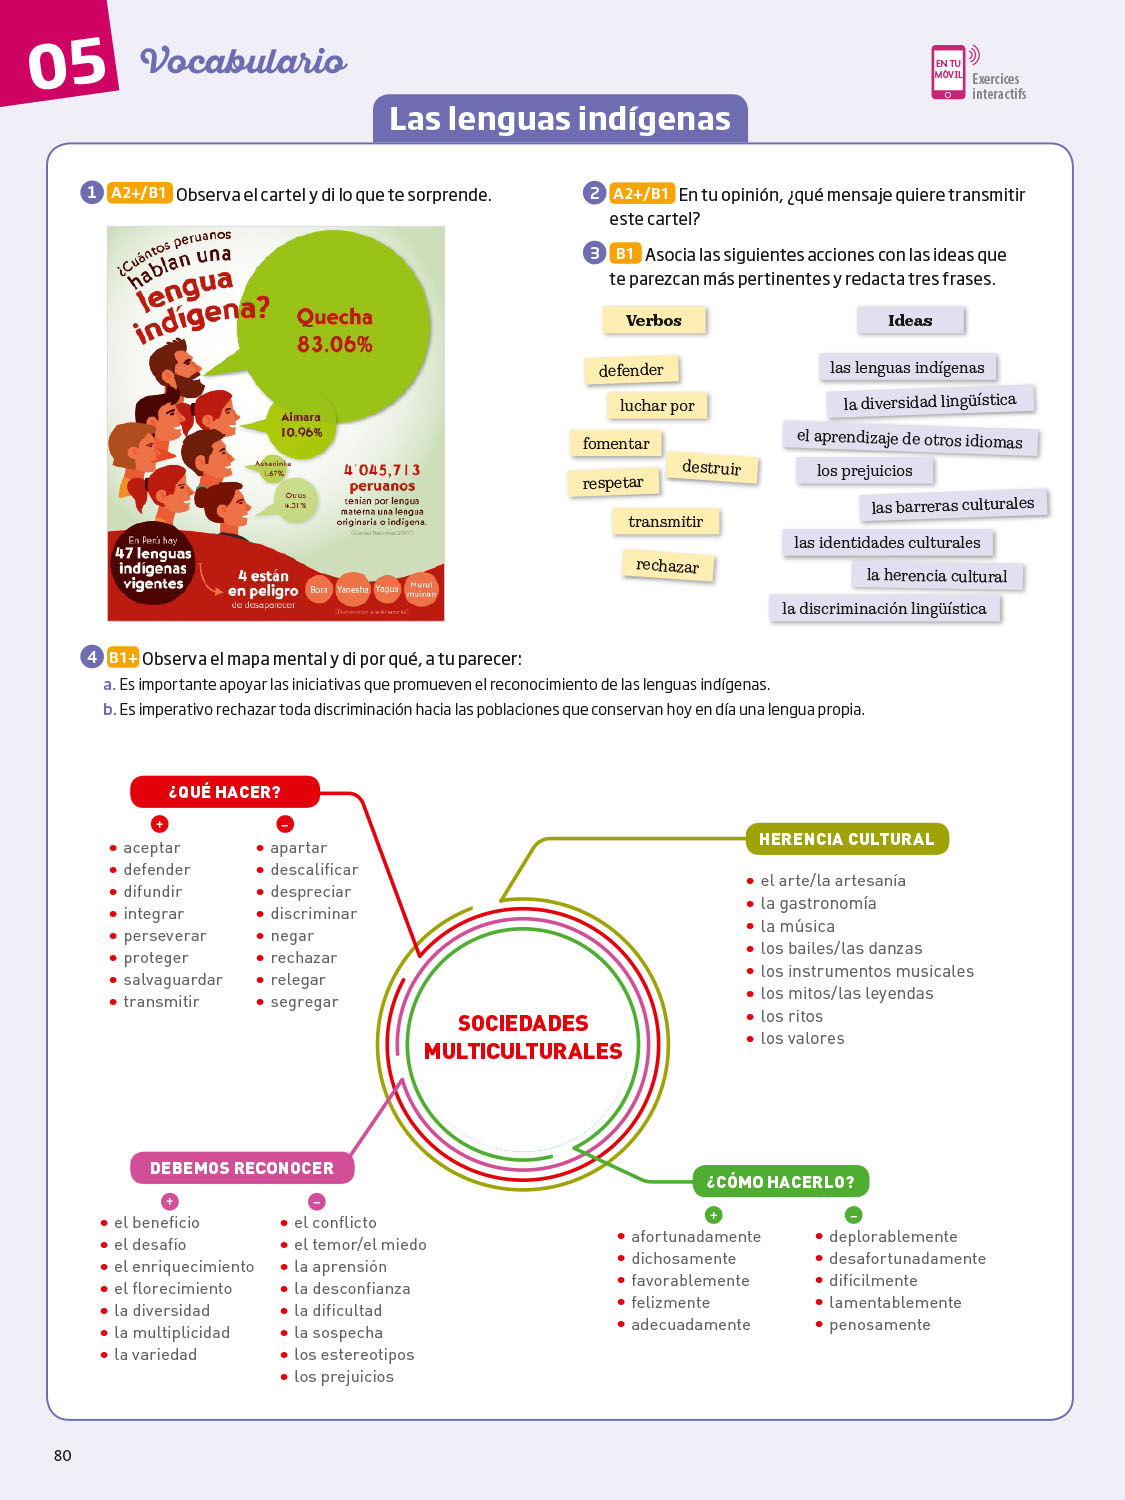 05
Vocabulario
EN TU
MÓVIL
Exercices
interactifs
Las lenguas indígenas
1 A2+/B1 Observa el cartel y di lo que te sorprende.
¿Cuántos peruanos
hablan una
lengua
indígena?
Quechua
83.06%
Aimara
10.96%
Ashaninka
1.67%
Otros
4.31%
4'045,713
peruanos
tenían por lengua
materna una lengua
originaria o indígena.
(Censo Nacional 2007)
En Perú hay
47 lenguas
indígenas
vigentes
4 están
en peligro
de desaparecer
Bora
Yanesha
Yagua
Murui
muinan
(Pertenecen a la Amazonía)
2 A2+/B1 En tu opinión, ¿qué mensaje quiere transmitir
este cartel?
3 B1 Asocia las siguientes acciones con las ideas que
te parezcan más pertinentes y redacta tres frases.
Verbos
defender
luchar por
fomentar
destruir
respetar
transmitir
rechazar
Ideas
las lenguas indígenas
la diversidad lingüística
el aprendizaje de otros idiomas
los prejuicios
las barreras culturales
las identidades culturales
la herencia cultural
la discriminación lingüística
4 B1+ Observa el mapa mental y di por qué, a tu parecer:
a. Es importante apoyar las iniciativas que promueven el reconocimiento de las lenguas indígenas.
b. Es imperativo rechazar toda discriminación hacia las poblaciones que conservan hoy en día una lengua propia.
¿QUÉ HACER?
+
• aceptar
• defender
• difundir
• integrar
• perseverar
• proteger
• salvaguardar
• transmitir
–
• apartar
• descalificar
• despreciar
• discriminar
• negar
• rechazar
• relegar
• segregar
HERENCIA CULTURAL
• el arte/la artesanía
• la gastronomía
• la música
• los bailes/las danzas
• los instrumentos musicales
• los mitos/las leyendas
• los ritos
• los valores
SOCIEDADES
MULTICULTURALES
DEBEMOS RECONOCER
+
• el beneficio
• el desafío
• el enriquecimiento
• el florecimiento
• la diversidad
• la multiplicidad
• la variedad
–
• el conflicto
• el temor/el miedo
• la aprensión
• la desconfianza
• la dificultad
• la sospecha
• los estereotipos
• los prejuicios
¿CÓMO HACERLO?
+
• afortunadamente
• dichosamente
• favorablemente
• felizmente
• adecuadamente
–
• deplorablemente
• desafortunadamente
• difícilmente
• lamentablemente
• penosamente
80